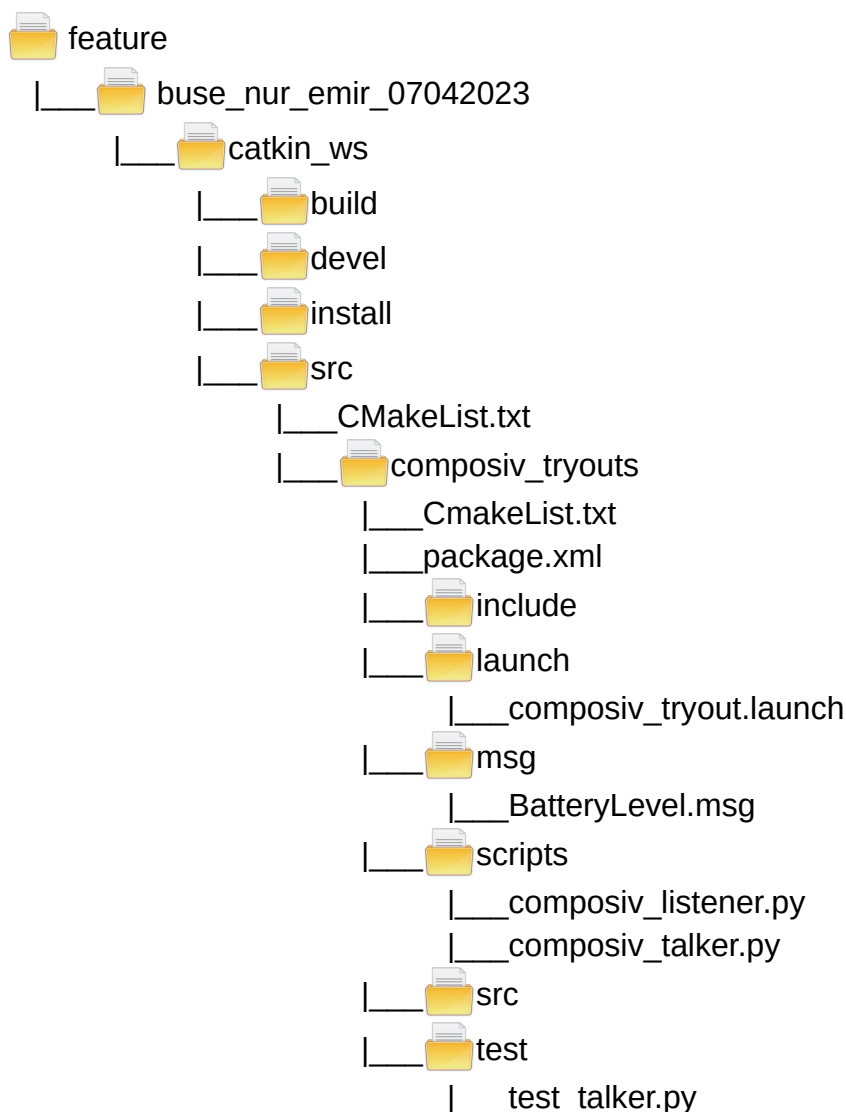 feature
|___buse_nur_emir_07042023
|___catkin_ws
|___build
|___devel
|___install
|___src
|___CMakeList.txt
|___composiv_tryouts
|___CmakeList.txt
|___package.xml
|___include
|___launch
|___composiv_tryout.launch
|___msg
|___BatteryLevel.msg
|___scripts
|___composiv_listener.py
|___composiv_talker.py
|___src
|___test
|___test_talker.py